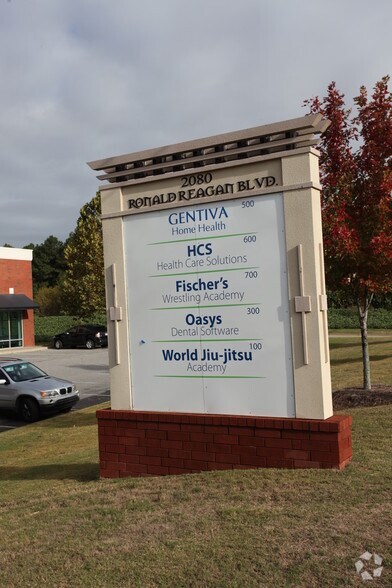 2080
RONALD REAGAN BLVD.
GENTIVA 500
Home Health
HCS 600
Health Care Solutions
Fischer's 700
Wrestling Academy
Oasys 300
Dental Software
World Jiu-jitsu 100
Academy